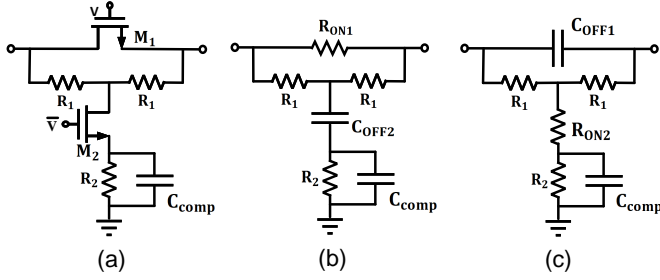 V
M1
R1 R1
V̅
M2
R2
Ccomp
(a)
RON1
R1 R1
COFF2
R2
Ccomp
(b)
COFF1
R1 R1
RON2
R2
Ccomp
(c)